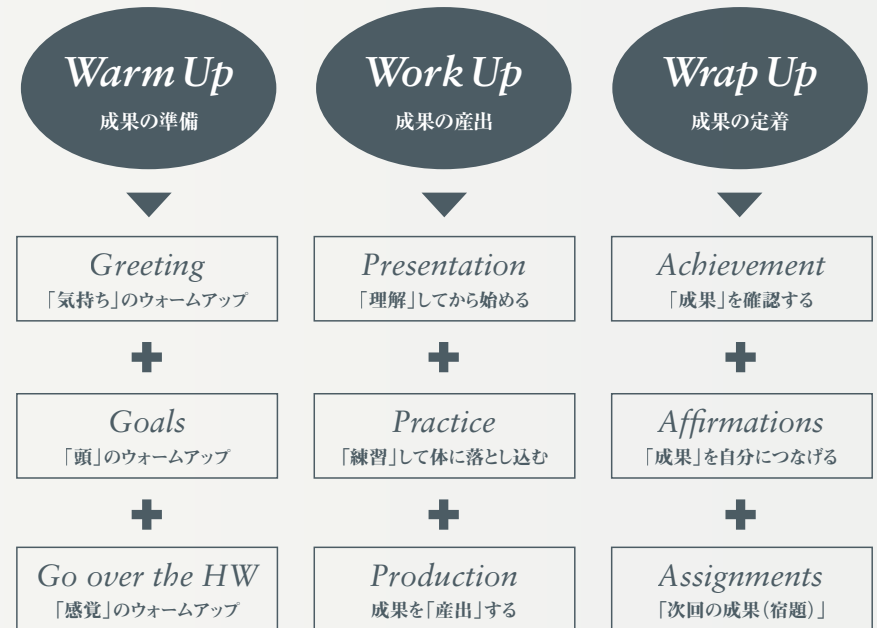 Warm Up
成果の準備
Greeting
「気持ち」のウォームアップ
Goals
「頭」のウォームアップ
Go over the HW
「感覚」のウォームアップ
Work Up
成果の産出
Presentation
「理解」してから始める
Practice
「練習」して体に落とし込む
Production
成果を「産出」する
Wrap Up
成果の定着
Achievement
「成果」を確認する
Affirmations
「成果」を自分につなげる
Assignments
「次回の成果(宿題)」